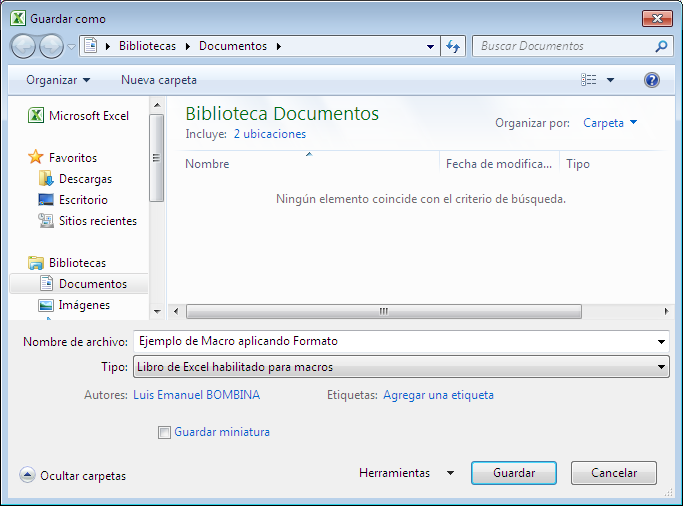 Guardar como
Bibliotecas Documentos Buscar Documentos
Organizar Nueva carpeta
Microsoft Excel
Favoritos
Descargas
Escritorio
Sitios recientes
Bibliotecas
Documentos
Imágenes
Biblioteca Documentos
Incluye: 2 ubicaciones
Organizar por: Carpeta
Nombre Fecha de modifica... Tipo
Ningún elemento coincide con el criterio de búsqueda.
Nombre de archivo: Ejemplo de Macro aplicando Formato
Tipo: Libro de Excel habilitado para macros
Autores: Luis Emanuel BOMBINA Etiquetas: Agregar una etiqueta
Guardar miniatura
Ocultar carpetas Herramientas Guardar Cancelar